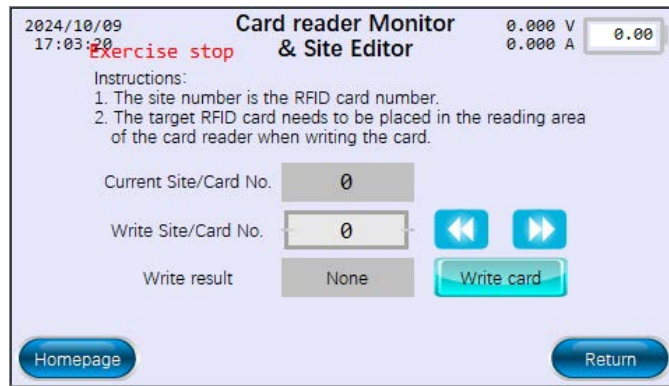 2024/10/09 Card reader Monitor 0.000 V 0.00
17:03:20 & Site Editor 0.000 A
Exercise stop
Instructions:
1. The site number is the RFID card number.
2. The target RFID card needs to be placed in the reading area
of the card reader when writing the card.
Current Site/Card No. 0
Write Site/Card No. 0
Write result None Write card
Homepage Return